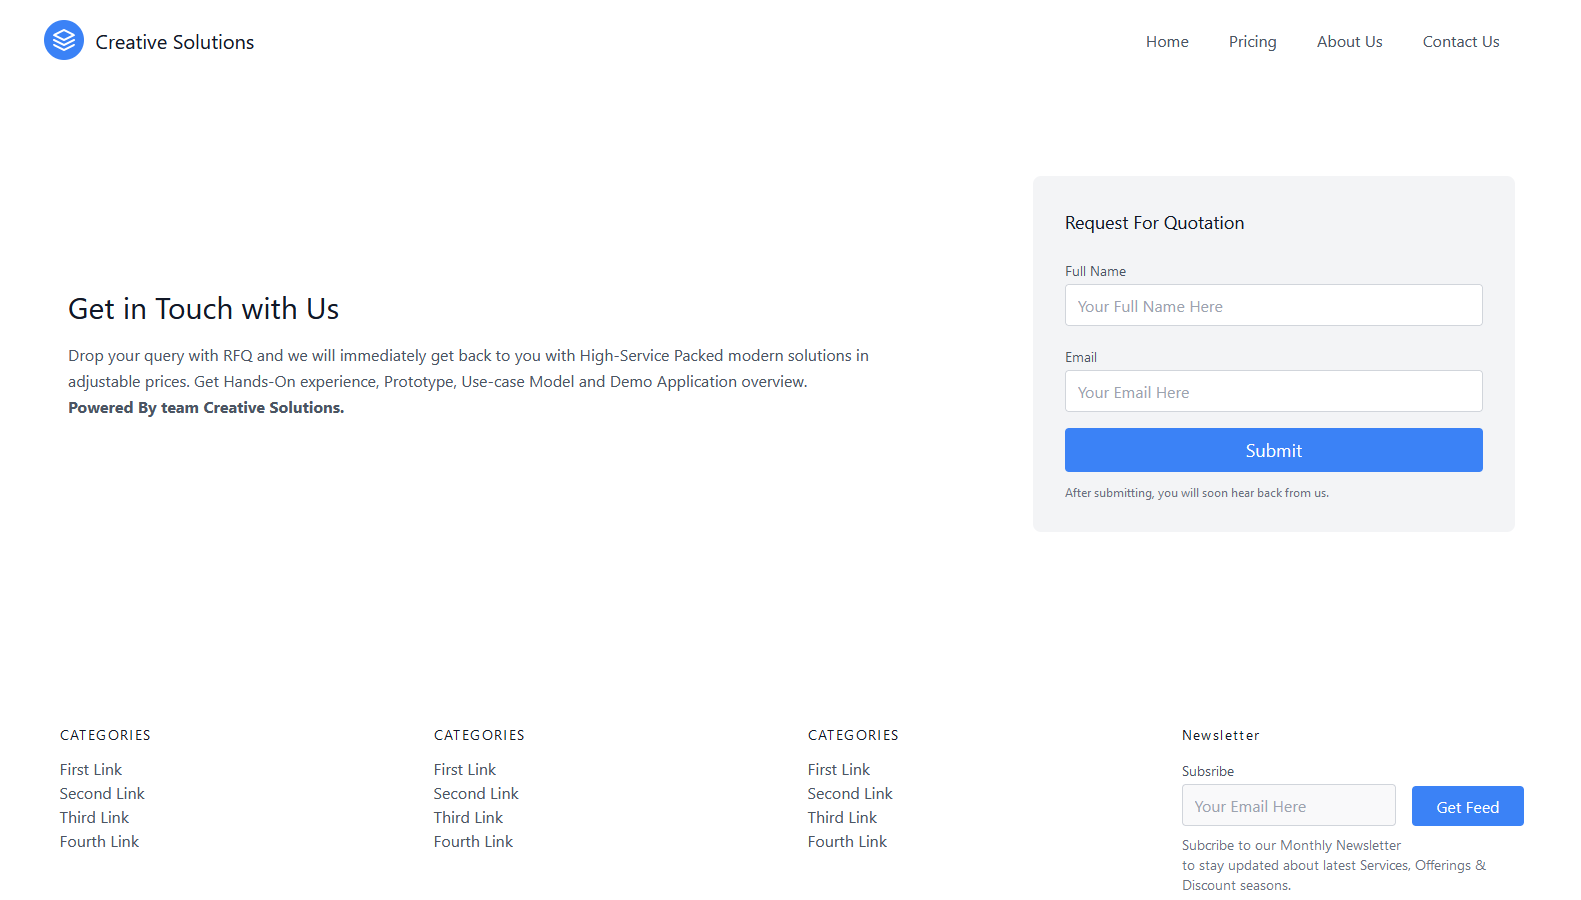 Creative Solutions
Home
Pricing
About Us
Contact Us
Get in Touch with Us
Drop your query with RFQ and we will immediately get back to you with High-Service Packed modern solutions in
adjustable prices. Get Hands-On experience, Prototype, Use-case Model and Demo Application overview.
Powered By team Creative Solutions.
Request For Quotation
Full Name
Your Full Name Here
Email
Your Email Here
Submit
After submitting, you will soon hear back from us.
CATEGORIES
First Link
Second Link
Third Link
Fourth Link
CATEGORIES
First Link
Second Link
Third Link
Fourth Link
CATEGORIES
First Link
Second Link
Third Link
Fourth Link
Newsletter
Subsribe
Your Email Here
Get Feed
Subcribe to our Monthly Newsletter
to stay updated about latest Services, Offerings &
Discount seasons.